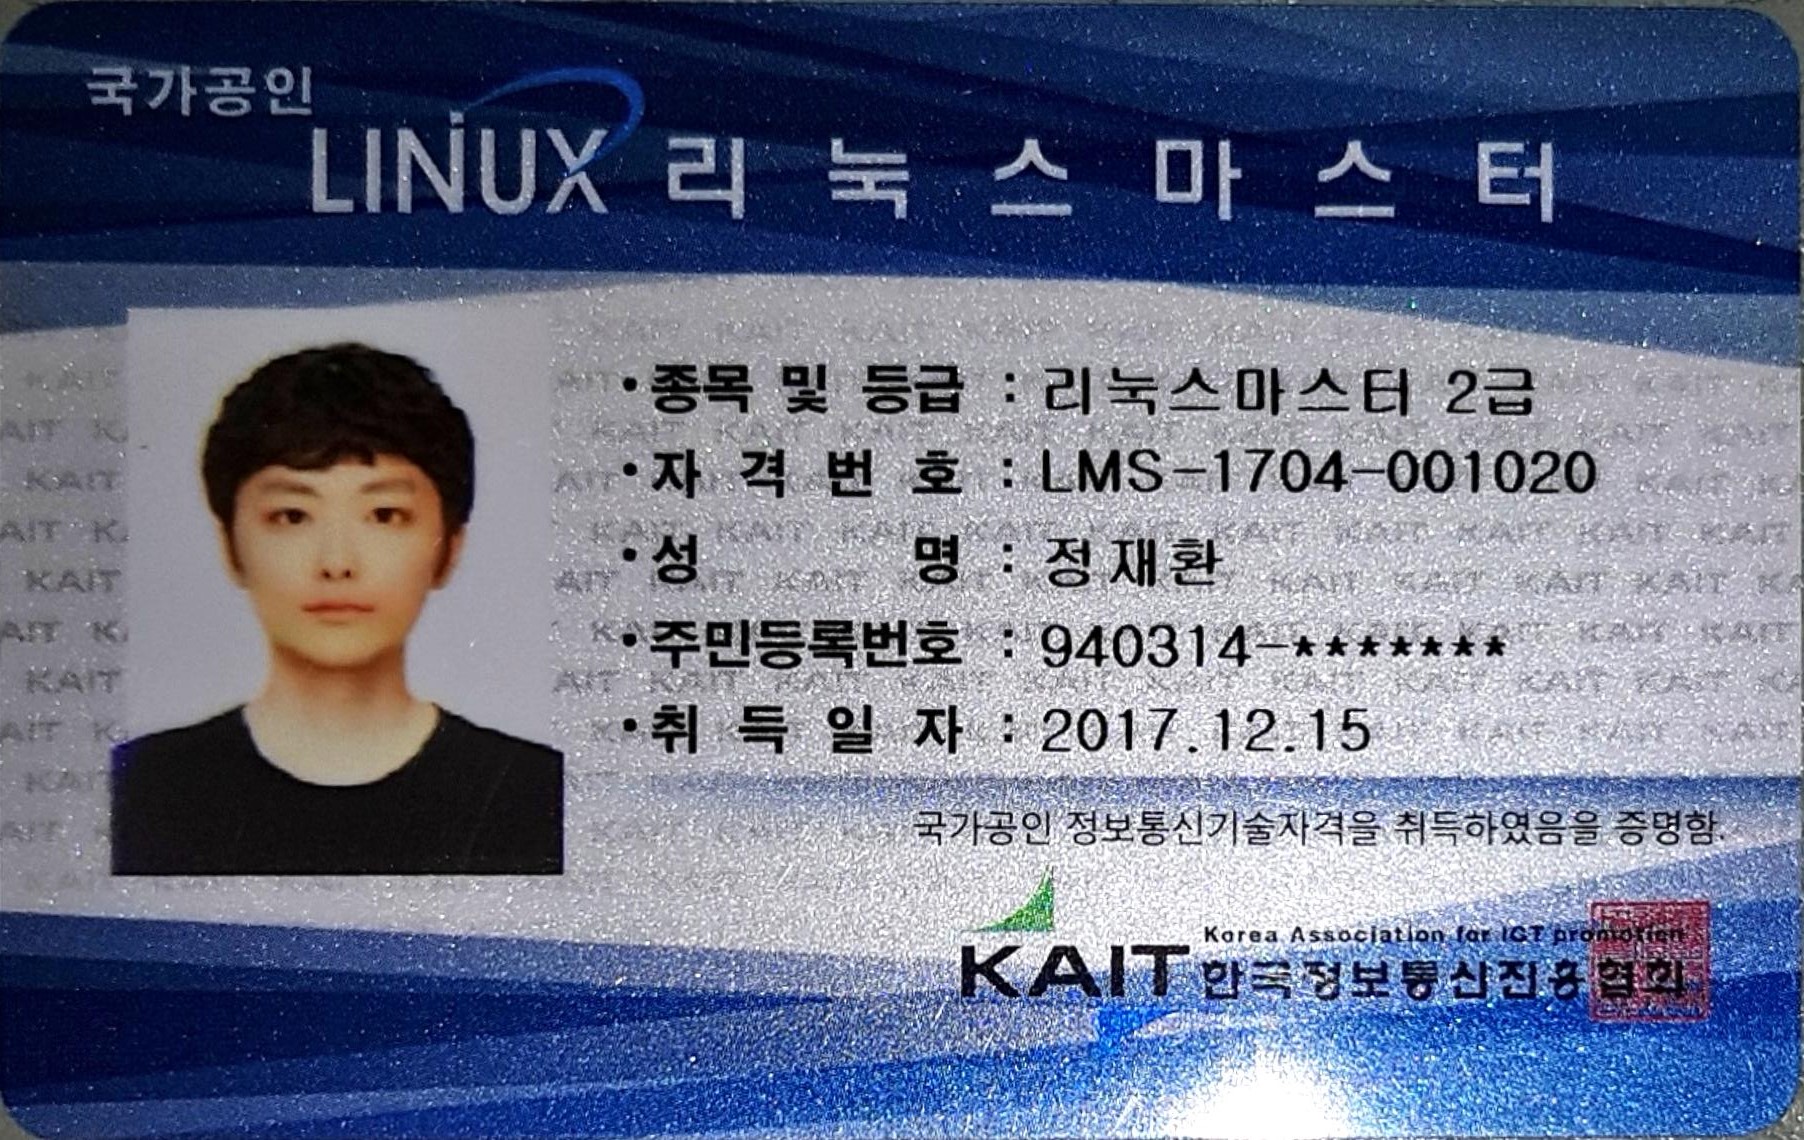 국가공인
LINUX 리눅스마스터
• 종목 및 등급 : 리눅스마스터 2급
• 자격번호 : LMS-1704-001020
• 성 명 : 정재환
• 주민등록번호 : 940314-*******
• 취득일자 : 2017.12.15
국가공인 정보통신기술자격을 취득하였음을 증명함.
Korea Association for ICT promotion
KAIT 한국정보통신진흥협회